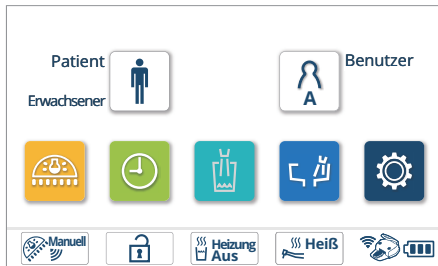 Patient
Erwachsener
Benutzer
A
Manuell
Heizung
Aus
Heiß